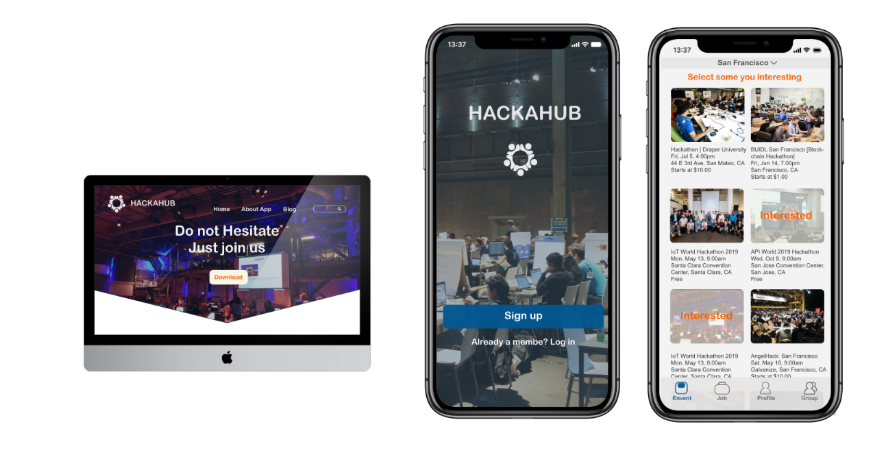 HACKAHUB
Home
About App
Blog
Do not Hesitate
Just join us
Download
13:37
HACKAHUB
Sign up
Already a membe? Log in
13:37
San Francisco
Select some you interesting
Hackathon | Draper University
Fri, Jul 5, 4:00pm
44 E 3rd Ave, San Mateo, CA
Starts at $10.00
BUIDL San Francisco [Block-
chain Hackathon]
Fri, Jan 14, 7:00pm
San Francisco, CA
Starts at $1.00
Interested
IoT World Hackathon 2019
Mon, May 13, 8:00am
Santa Clara Convention
Center, Santa Clara, CA
Free
API World 2019 Hackathon
Wed, Oct 9, 8:00am
San Jose Convention Center,
San Jose, CA
Free
Interested
IoT World Hackathon 2019
Mon, May 13, 8:00am
Santa Clara Convention
Center, Santa Clara, CA
AngelHack: San Francisco
Sat, May 18, 9:00am
Galvanize, San Francisco, CA
Starts at $10.00
Envent
Job
Profile
Group